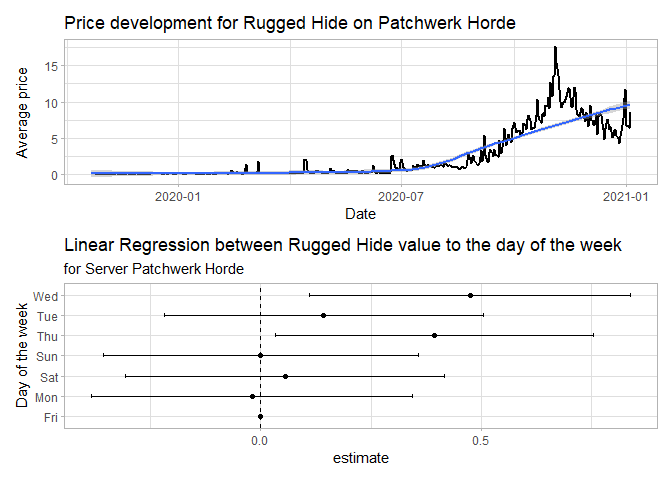 Price development for Rugged Hide on Patchwerk Horde
Average price
15
10
5
0
2020-01
2020-07
2021-01
Date
Linear Regression between Rugged Hide value to the day of the week
for Server Patchwerk Horde
Day of the week
Wed
Tue
Thu
Sun
Sat
Mon
Fri
0.0
0.5
estimate